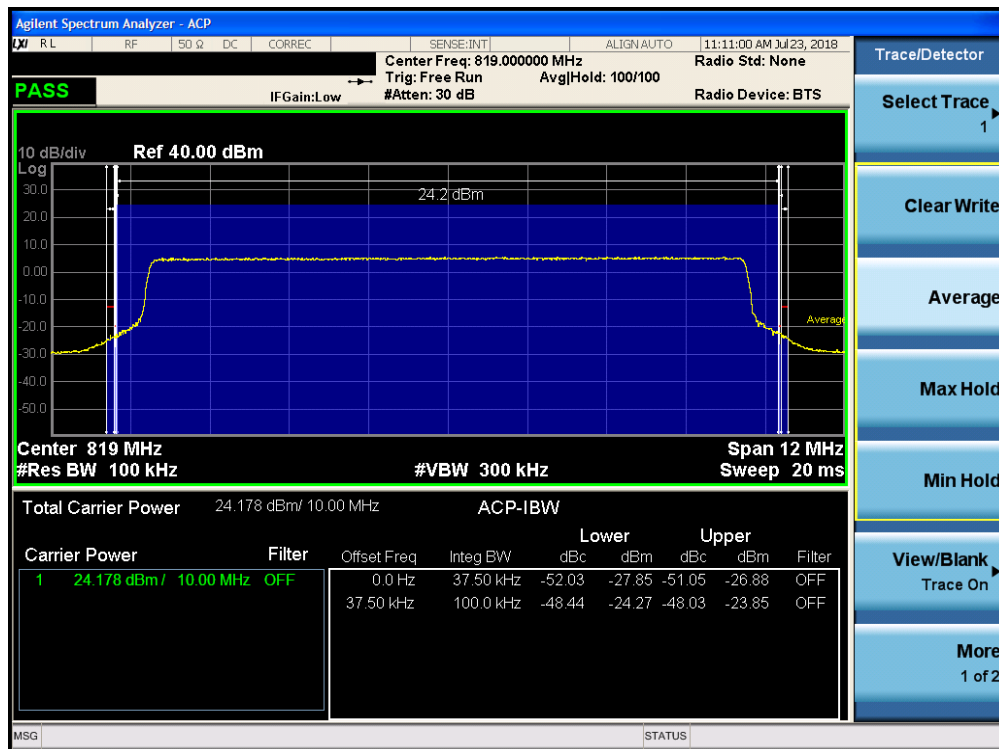 Agilent Spectrum Analyzer - ACP
LXI RL RF 50 Ω DC CORREC SENSE:INT ALIGN AUTO 11:11:00 AM Jul 23, 2018
Center Freq: 819.000000 MHz Radio Std: None
Trig: Free Run Avg|Hold: 100/100
PASS IFGain:Low #Atten: 30 dB Radio Device: BTS
10 dB/div Ref 40.00 dBm
Log
30.0
24.2 dBm
20.0
10.0
0.00
-10.0
-20.0
Average
-30.0
-40.0
-50.0
Center 819 MHz Span 12 MHz
#Res BW 100 kHz #VBW 300 kHz Sweep 20 ms
Total Carrier Power 24.178 dBm/ 10.00 MHz ACP-IBW
Lower Upper
Carrier Power Filter Offset Freq Integ BW dBc dBm dBc dBm Filter
1 24.178 dBm / 10.00 MHz OFF 0.0 Hz 37.50 kHz -52.03 -27.85 -51.05 -26.88 OFF
37.50 kHz 100.0 kHz -48.44 -24.27 -48.03 -23.85 OFF
MSG STATUS
Trace/Detector
Select Trace
1
Clear Write
Average
Max Hold
Min Hold
View/Blank
Trace On
More
1 of 2